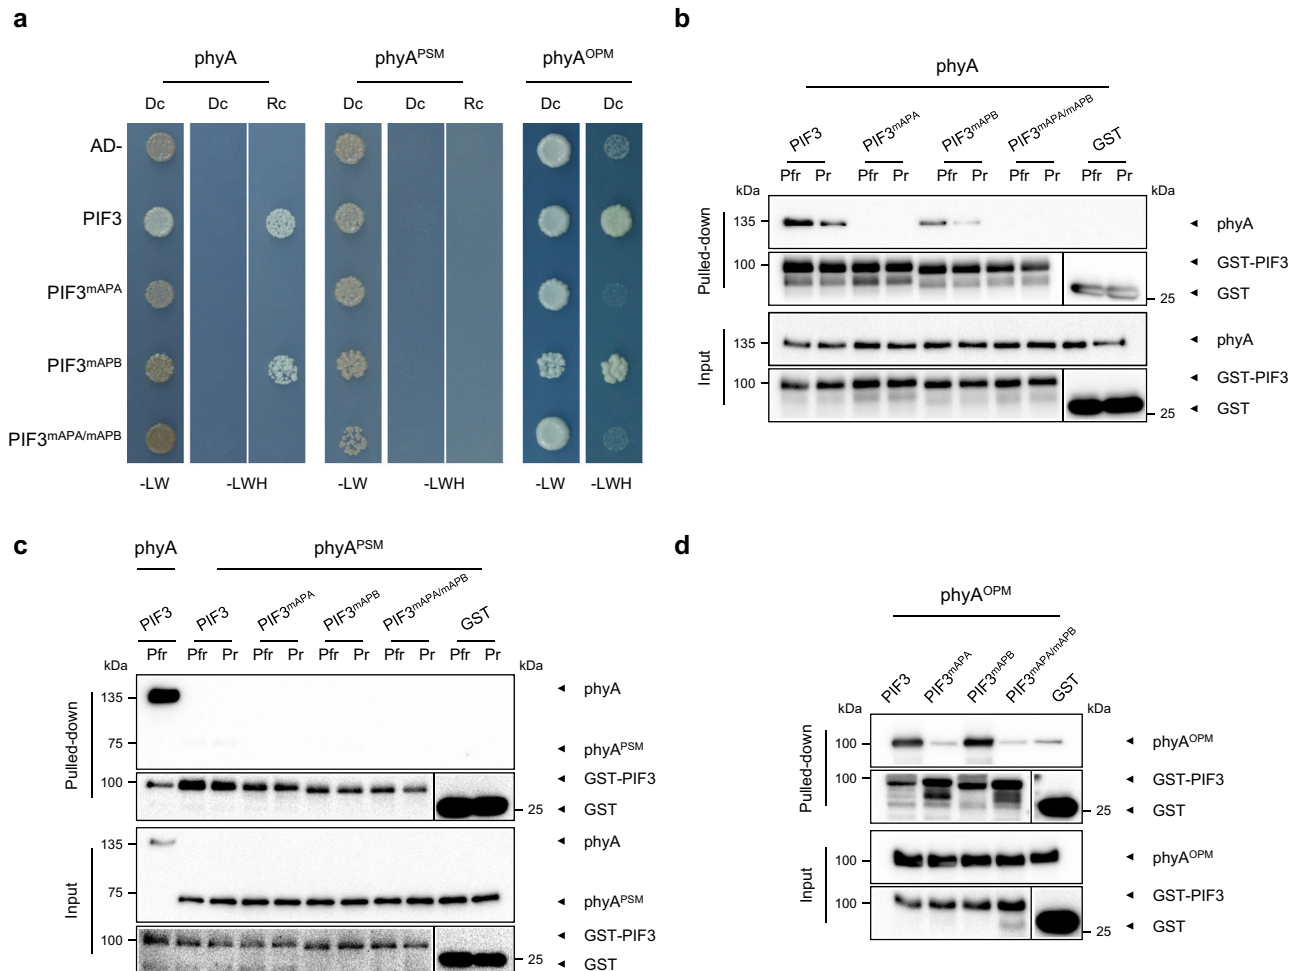 a
phyA phyA^PSM phyA^OPM
Dc Dc Rc Dc Dc Rc Dc Dc
AD-
PIF3
PIF3^mAPA
PIF3^mAPB
PIF3^mAPA/mAPB
-LW -LWH -LW -LWH -LW -LWH
b
phyA
PIF3 PIF3^mAPA PIF3^mAPB PIF3^mAPA/mAPB GST
Pfr Pr Pfr Pr Pfr Pr Pfr Pr Pfr Pr
kDa kDa
Pulled-down
135 phyA
100 GST-PIF3
25 GST
Input
135 phyA
100 GST-PIF3
25 GST
c
phyA phyA^PSM
PIF3 PIF3 PIF3^mAPA PIF3^mAPB PIF3^mAPA/mAPB GST
Pfr Pfr Pr Pfr Pr Pfr Pr Pfr Pr Pfr Pr
kDa kDa
Pulled-down
135 phyA
75 phyA^PSM
100 GST-PIF3
25 GST
Input
135 phyA
75 phyA^PSM
100 GST-PIF3
25 GST
d
phyA^OPM
PIF3 PIF3^mAPA PIF3^mAPB PIF3^mAPA/mAPB GST
kDa kDa
Pulled-down
100 phyA^OPM
100 GST-PIF3
25 GST
Input
100 phyA^OPM
100 GST-PIF3
25 GST